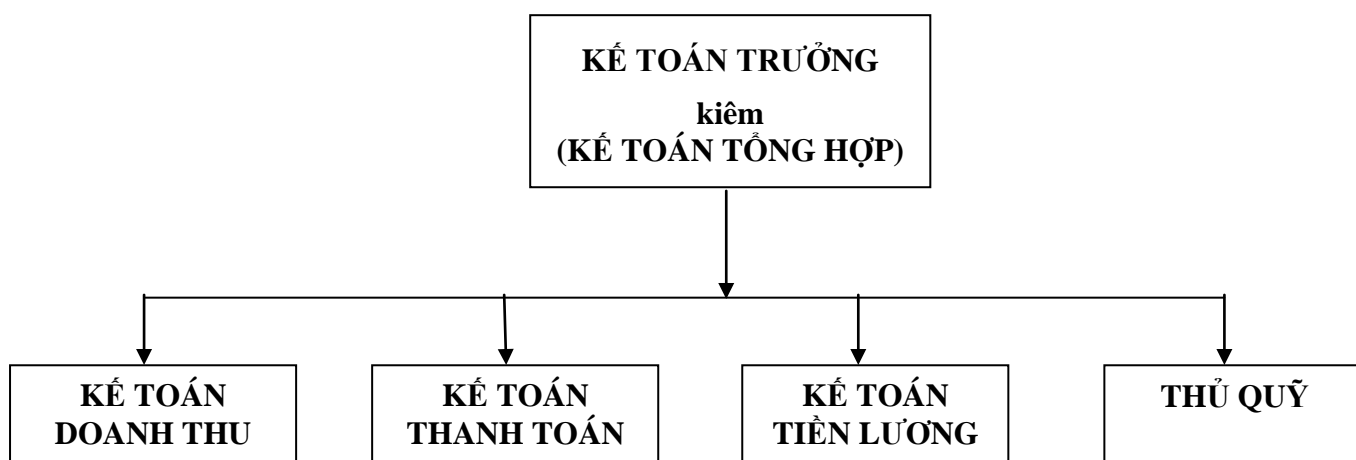 KẾ TOÁN TRƯỞNG
kiêm
(KẾ TOÁN TỔNG HỢP)
KẾ TOÁN
DOANH THU
KẾ TOÁN
THANH TOÁN
KẾ TOÁN
TIỀN LƯƠNG
THỦ QUỸ